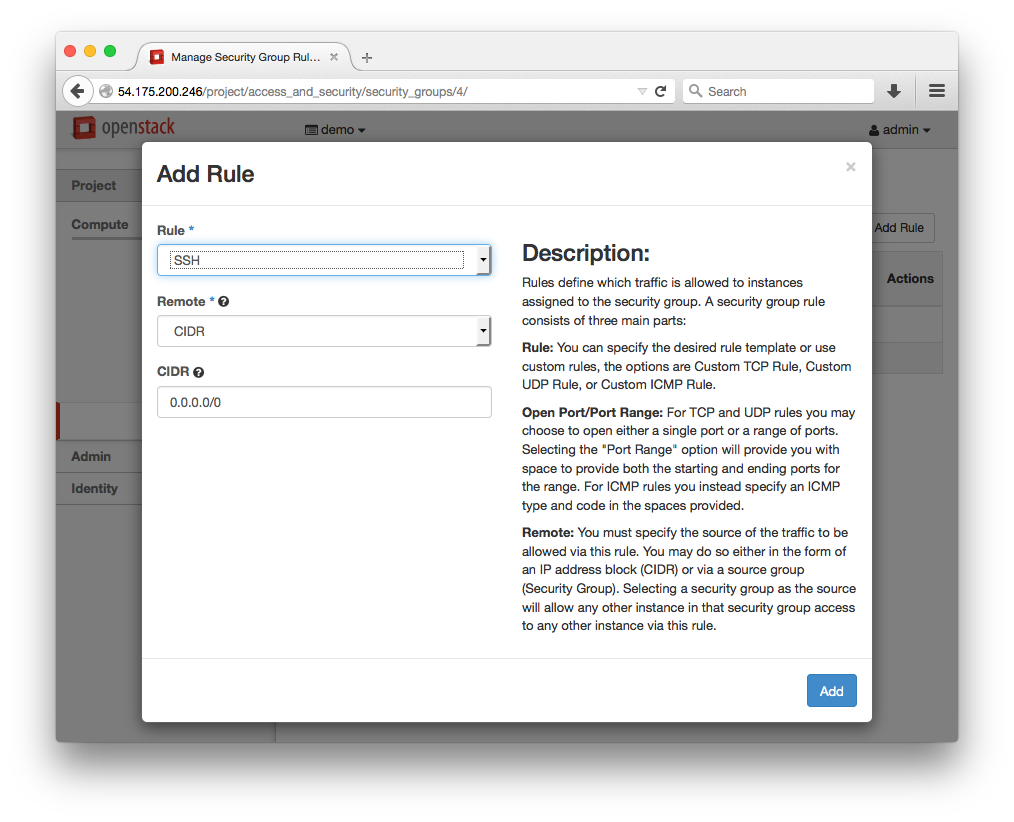 Manage Security Group Rul...
54.175.200.246/project/access_and_security/security_groups/4/
Search
openstack
demo
admin
Project
Compute
Admin
Identity
Add Rule
Actions
Add Rule
×
Rule *
SSH
Remote * ?
CIDR
CIDR ?
0.0.0.0/0
Description:
Rules define which traffic is allowed to instances
assigned to the security group. A security group rule
consists of three main parts:
Rule: You can specify the desired rule template or use
custom rules, the options are Custom TCP Rule, Custom
UDP Rule, or Custom ICMP Rule.
Open Port/Port Range: For TCP and UDP rules you may
choose to open either a single port or a range of ports.
Selecting the "Port Range" option will provide you with
space to provide both the starting and ending ports for
the range. For ICMP rules you instead specify an ICMP
type and code in the spaces provided.
Remote: You must specify the source of the traffic to be
allowed via this rule. You may do so either in the form of
an IP address block (CIDR) or via a source group
(Security Group). Selecting a security group as the source
will allow any other instance in that security group access
to any other instance via this rule.
Add